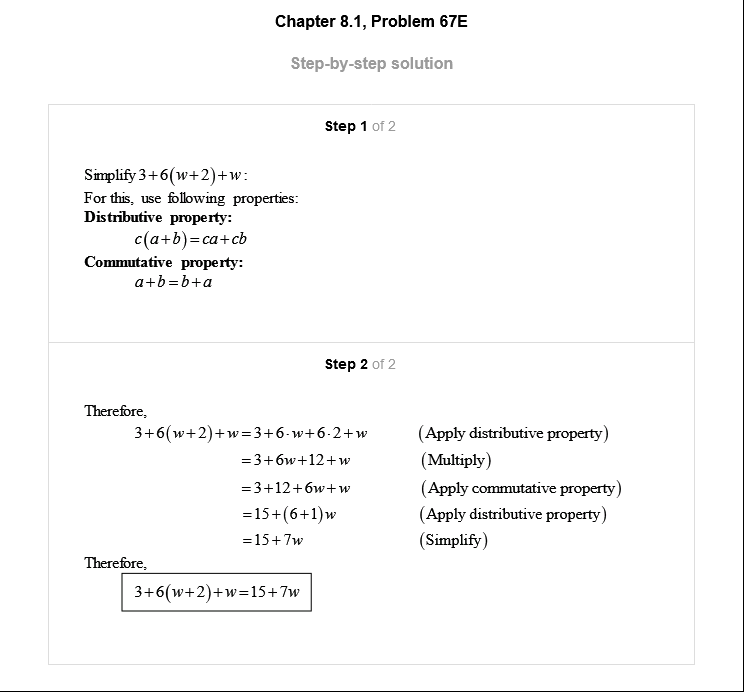 Chapter 8.1, Problem 67E
Step-by-step solution
Step 1 of 2
Simplify 3+6(w+2)+w:
For this, use following properties:
Distributive property:
c(a+b)=ca+cb
Commutative property:
a+b=b+a
Step 2 of 2
Therefore,
3+6(w+2)+w=3+6·w+6·2+w (Apply distributive property)
=3+6w+12+w (Multiply)
=3+12+6w+w (Apply commutative property)
=15+(6+1)w (Apply distributive property)
=15+7w (Simplify)
Therefore,
3+6(w+2)+w=15+7w